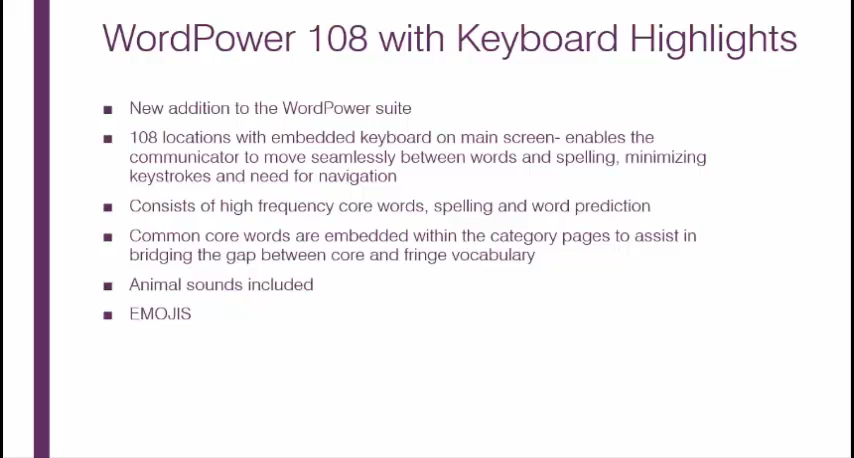 WordPower 108 with Keyboard Highlights
■ New addition to the WordPower suite
■ 108 locations with embedded keyboard on main screen- enables the
communicator to move seamlessly between words and spelling, minimizing
keystrokes and need for navigation
■ Consists of high frequency core words, spelling and word prediction
■ Common core words are embedded within the category pages to assist in
bridging the gap between core and fringe vocabulary
■ Animal sounds included
■ EMOJIS